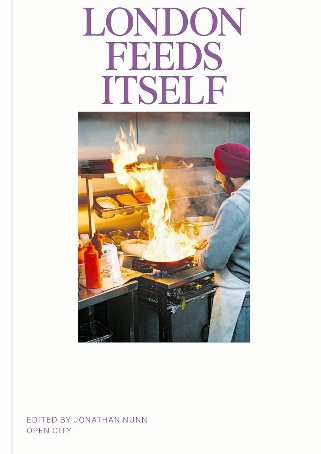 LONDON
FEEDS
ITSELF
EDITED BY JONATHAN NUNN
OPEN CITY